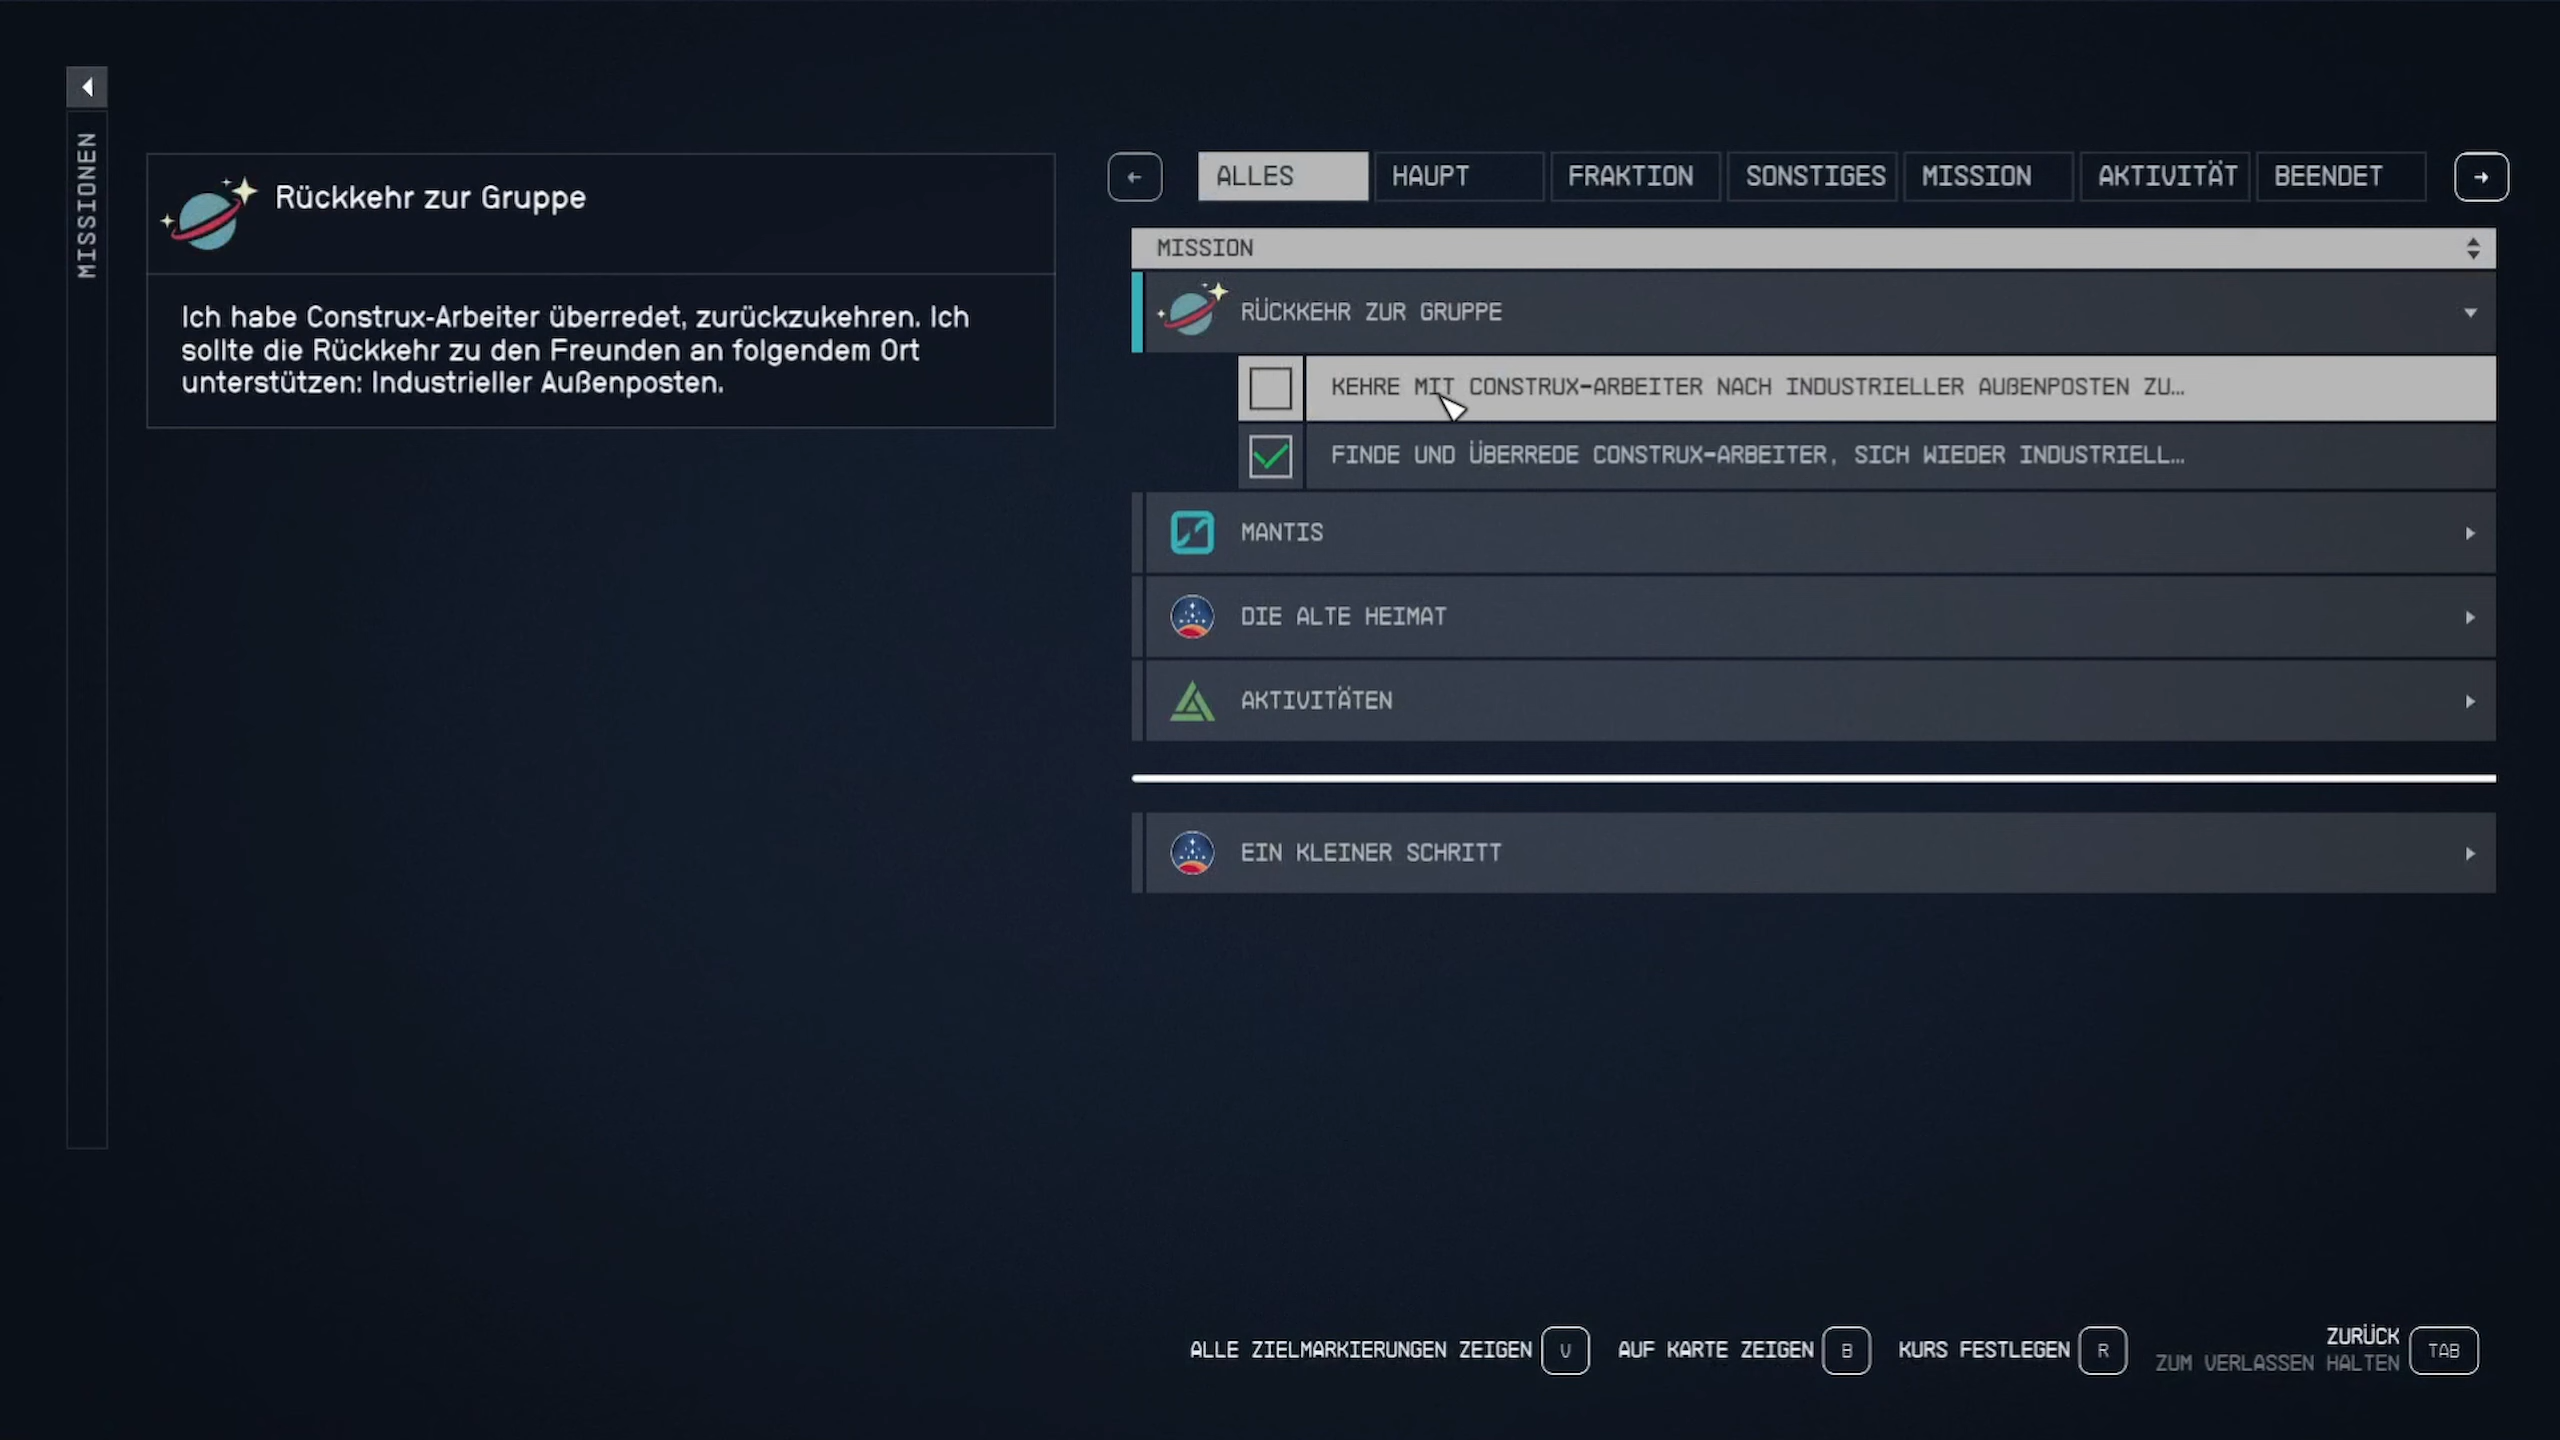 MISSIONEN
Rückkehr zur Gruppe
Ich habe Construx-Arbeiter überredet, zurückzukehren. Ich
sollte die Rückkehr zu den Freunden an folgendem Ort
unterstützen: Industrieller Außenposten.
ALLES HAUPT FRAKTION SONSTIGES MISSION AKTIVITÄT BEENDET
MISSION
RÜCKKEHR ZUR GRUPPE
KEHRE MIT CONSTRUX-ARBEITER NACH INDUSTRIELLER AUßENPOSTEN ZU...
FINDE UND ÜBERREDE CONSTRUX-ARBEITER, SICH WIEDER INDUSTRIELL...
MANTIS
DIE ALTE HEIMAT
AKTIVITÄTEN
EIN KLEINER SCHRITT
ALLE ZIELMARKIERUNGEN ZEIGEN V AUF KARTE ZEIGEN B KURS FESTLEGEN R ZURÜCK TAB
ZUM VERLASSEN HALTEN